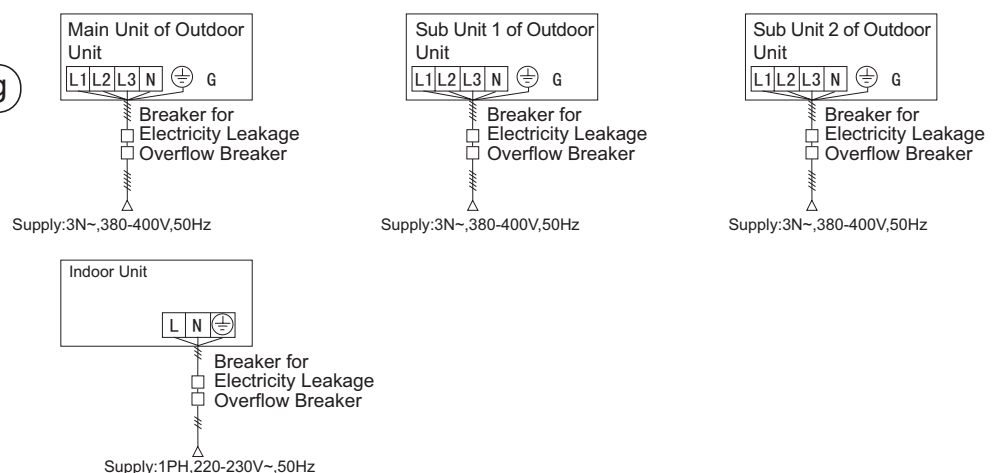 Main Unit of Outdoor
Unit
L1 L2 L3 N G
Breaker for
Electricity Leakage
Overflow Breaker
Supply:3N~,380-400V,50Hz
Sub Unit 1 of Outdoor
Unit
L1 L2 L3 N G
Breaker for
Electricity Leakage
Overflow Breaker
Supply:3N~,380-400V,50Hz
Sub Unit 2 of Outdoor
Unit
L1 L2 L3 N G
Breaker for
Electricity Leakage
Overflow Breaker
Supply:3N~,380-400V,50Hz
Indoor Unit
L N
Breaker for
Electricity Leakage
Overflow Breaker
Supply:1PH,220-230V~,50Hz